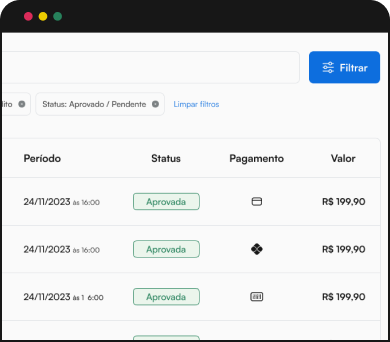 Filtrar
dito
Status: Aprovado / Pendente
Limpar filtros
Período Status Pagamento Valor
24/11/2023 às 16:00 Aprovada R$ 199,90
24/11/2023 às 16:00 Aprovada R$ 199,90
24/11/2023 às 1 6:00 Aprovada R$ 199,90